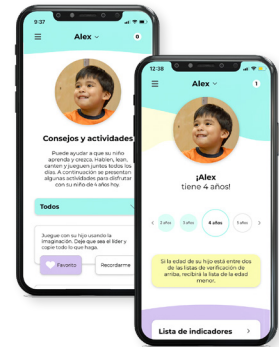 9:37
Alex
0
Consejos y actividades
Puede ayudar a que su niño
aprenda y crezca. Hablen, lean,
canten y jueguen juntos todos los
días. A continuación se presentan
algunas actividades para disfrutar
con su niño de 4 años hoy.
Todos
Juegue con su hijo usando la
imaginación. Deje que sea el líder y
copie todo lo que haga.
Favorito
Recordarme
12:38
Alex
1
¡Alex
tiene 4 años!
2 años
3 años
4 años
5 años
Si la edad de su hijo está entre dos
de las listas de verificación de
arriba, recibirá la lista de la edad
menor.
Lista de indicadores